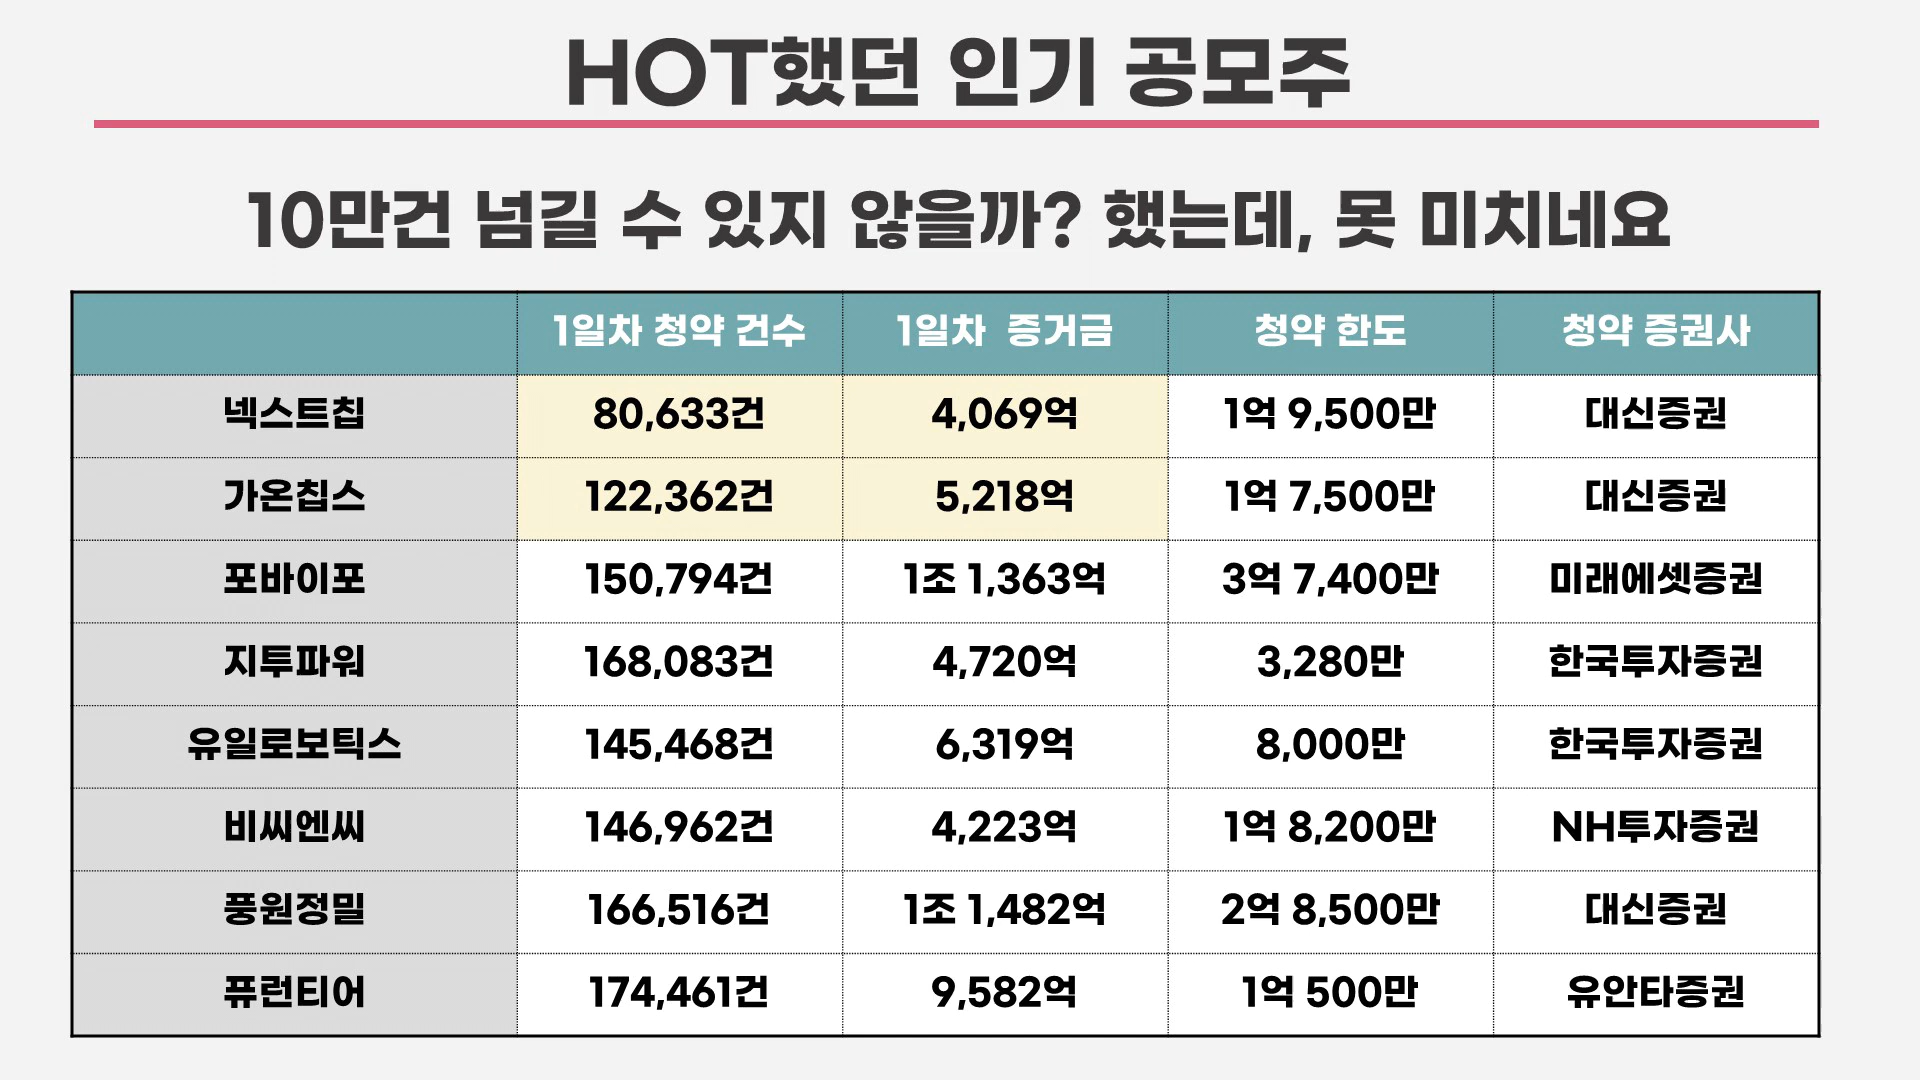 HOT했던 인기 공모주
10만건 넘길 수 있지 않을까? 했는데, 못 미치네요
1일차 청약 건수 1일차 증거금 청약 한도 청약 증권사
넥스트칩 80,633건 4,069억 1억 9,500만 대신증권
가온칩스 122,362건 5,218억 1억 7,500만 대신증권
포바이포 150,794건 1조 1,363억 3억 7,400만 미래에셋증권
지투파워 168,083건 4,720억 3,280만 한국투자증권
유일로보틱스 145,468건 6,319억 8,000만 한국투자증권
비씨엔씨 146,962건 4,223억 1억 8,200만 NH투자증권
풍원정밀 166,516건 1조 1,482억 2억 8,500만 대신증권
퓨런티어 174,461건 9,582억 1억 500만 유안타증권